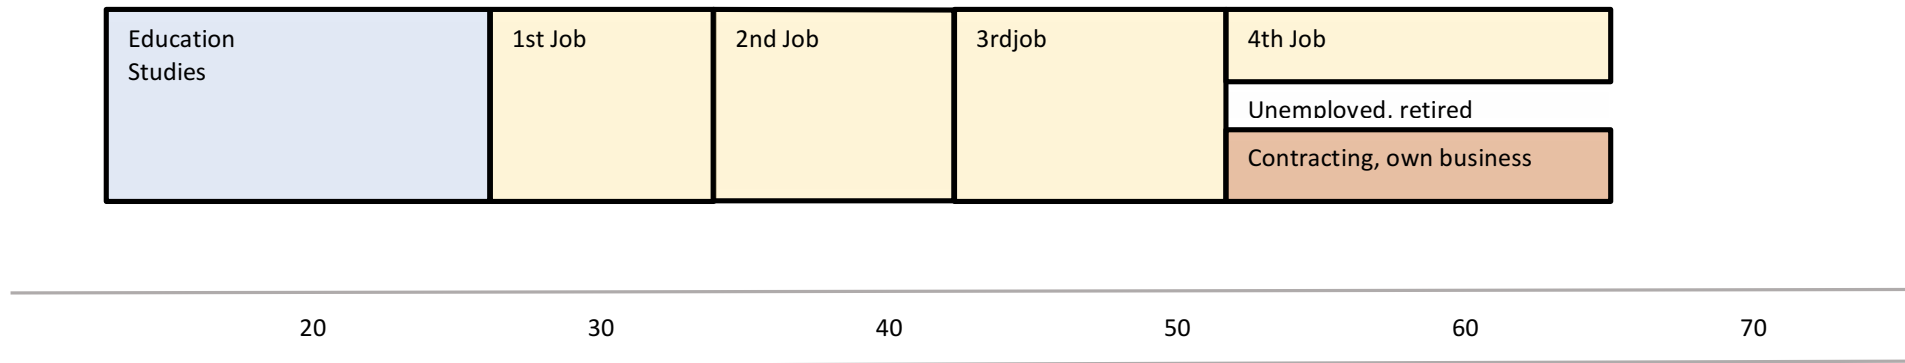 Education
Studies
1st Job
2nd Job
3rdjob
4th Job
Unemployed, retired
Contracting, own business
20
30
40
50
60
70